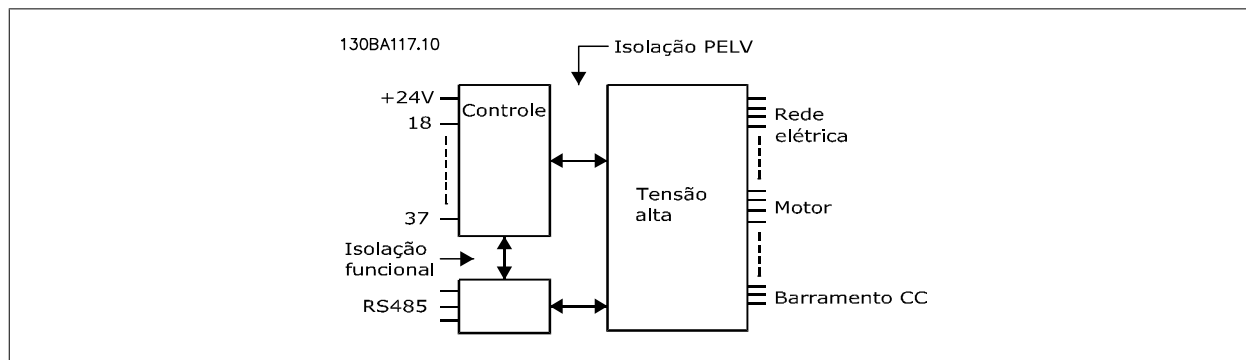 130BA117.10
Isolação PELV
+24V
Controle
18
37
Isolação
funcional
RS485
Tensão
alta
Rede
elétrica
Motor
Barramento CC